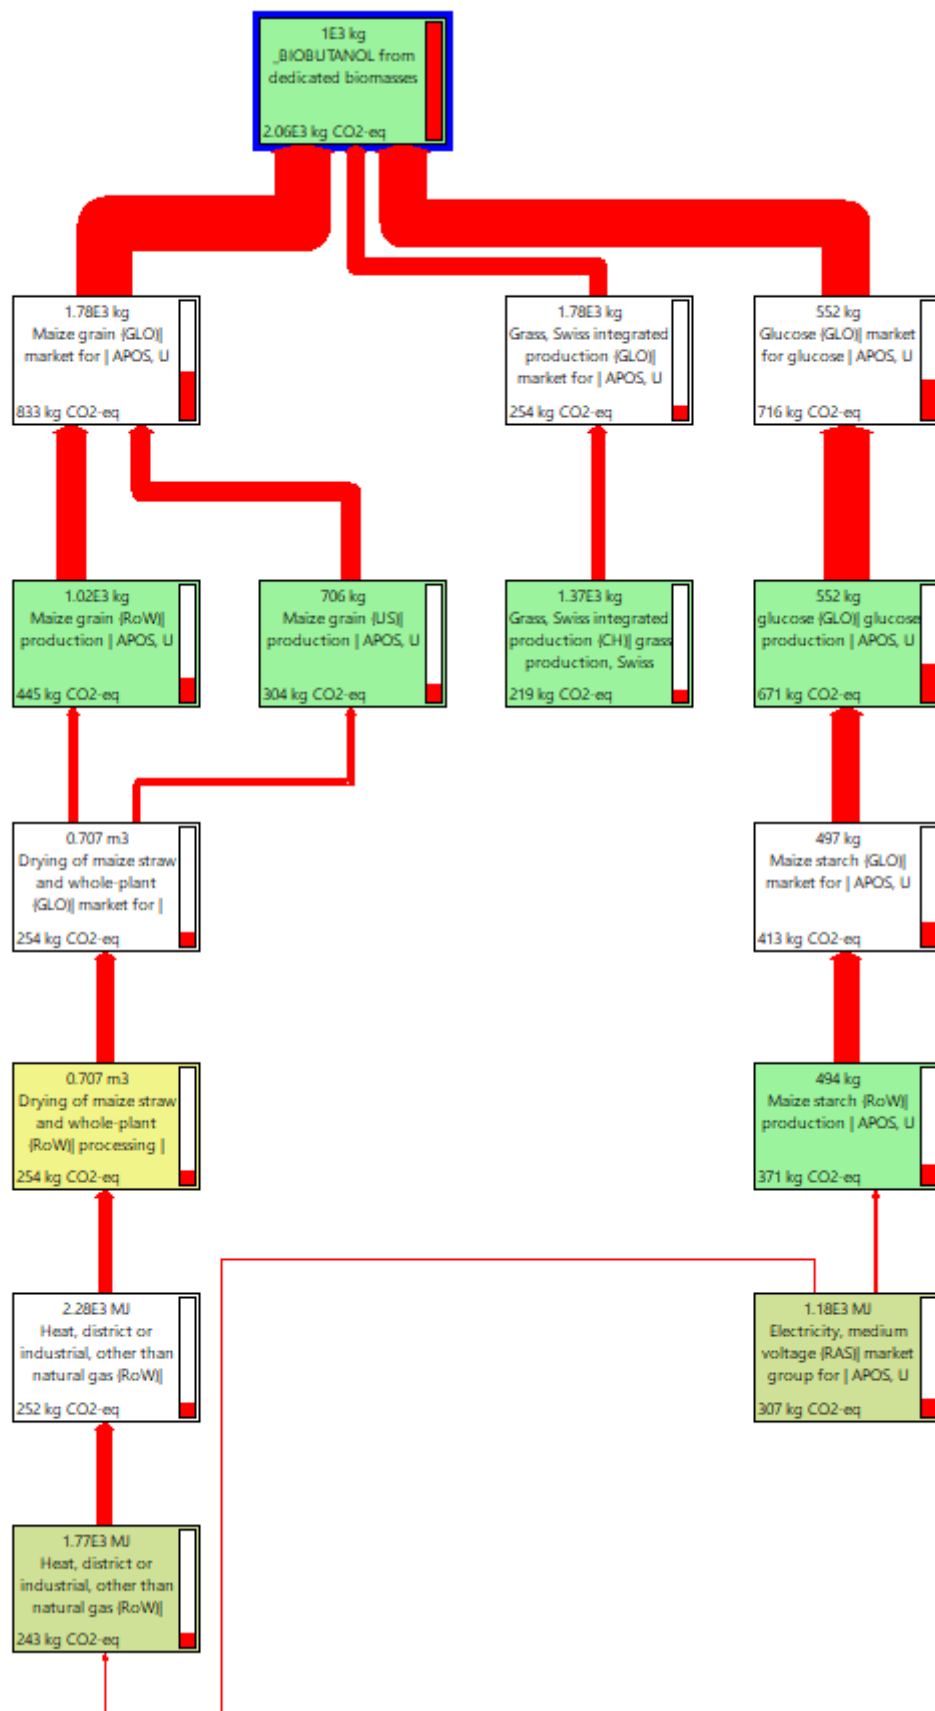 1E3 kg
_BIOBUTANOL from
dedicated biomasses
2.06E3 kg CO2-eq
1.78E3 kg
Maize grain {GLO}|
market for | APOS, U
833 kg CO2-eq
1.78E3 kg
Grass, Swiss integrated
production {GLO}|
market for | APOS, U
254 kg CO2-eq
552 kg
Glucose {GLO}| market
for glucose | APOS, U
716 kg CO2-eq
1.02E3 kg
Maize grain {RoW}|
production | APOS, U
445 kg CO2-eq
706 kg
Maize grain {US}|
production | APOS, U
304 kg CO2-eq
1.37E3 kg
Grass, Swiss integrated
production {CH}| grass
production, Swiss
219 kg CO2-eq
552 kg
glucose {GLO}| glucose
production | APOS, U
671 kg CO2-eq
0.707 m3
Drying of maize straw
and whole-plant
{GLO}| market for |
254 kg CO2-eq
497 kg
Maize starch {GLO}|
market for | APOS, U
413 kg CO2-eq
0.707 m3
Drying of maize straw
and whole-plant
{RoW}| processing |
254 kg CO2-eq
494 kg
Maize starch {RoW}|
production | APOS, U
371 kg CO2-eq
2.28E3 MJ
Heat, district or
industrial, other than
natural gas {RoW}|
252 kg CO2-eq
1.18E3 MJ
Electricity, medium
voltage {RAS}| market
group for | APOS, U
307 kg CO2-eq
1.77E3 MJ
Heat, district or
industrial, other than
natural gas {RoW}|
243 kg CO2-eq